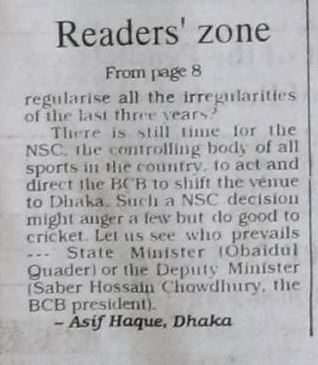 Readers' zone
From page 8
regularise all the irregularities
of the last three years?
There is still time for the
NSC, the controlling body of all
sports in the country, to act and
direct the BCB to shift the venue
to Dhaka. Such a NSC decision
might anger a few but do good to
cricket. Let us see who prevails
--- State Minister (Obaidul
Quader) or the Deputy Minister
(Saber Hossain Chowdhury, the
BCB president).
– Asif Haque, Dhaka